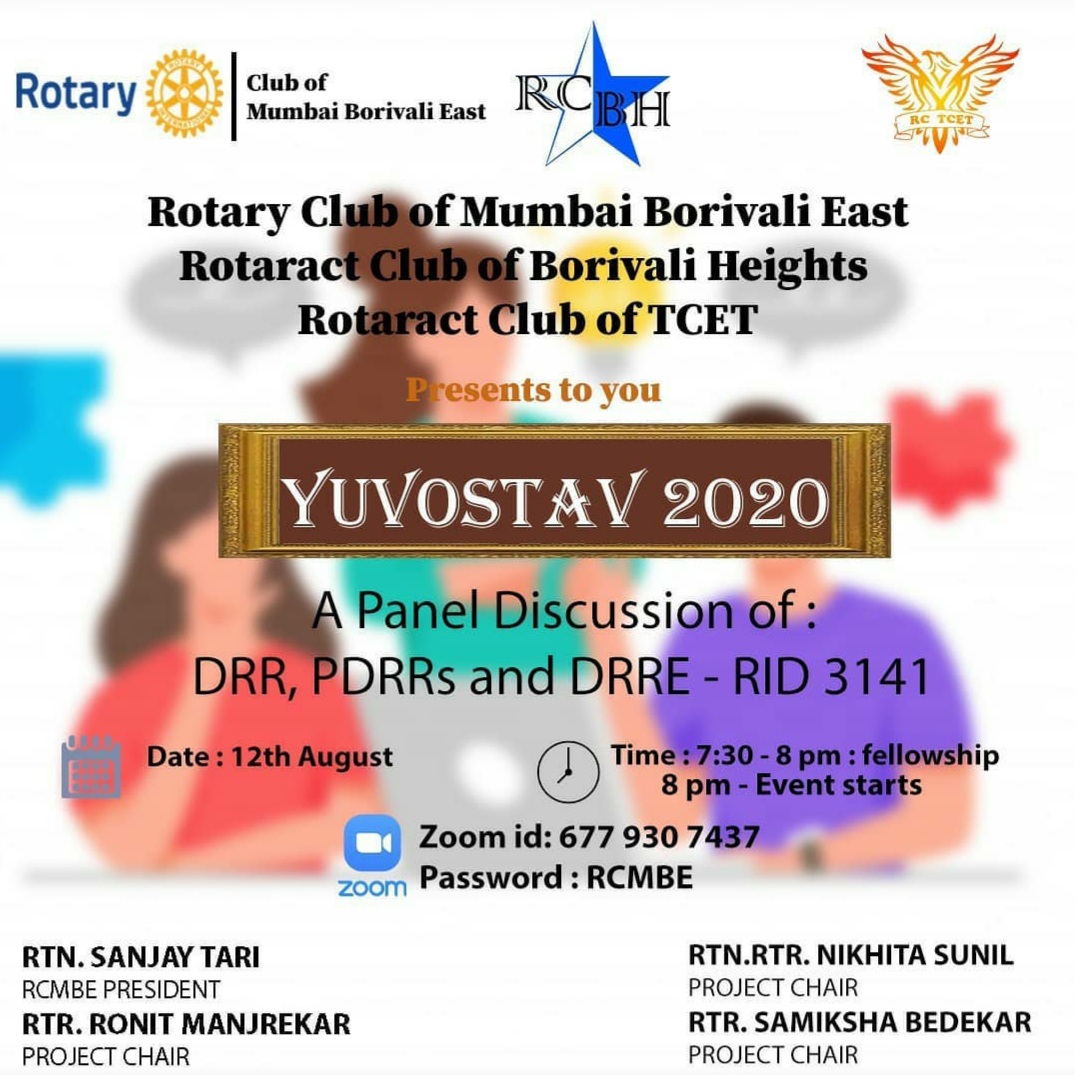 Rotary
Club of
Mumbai Borivali East
RCBH
RC TCET
Rotary Club of Mumbai Borivali East
Rotaract Club of Borivali Heights
Rotaract Club of TCET
Presents to you
YUVOSTAV 2020
A Panel Discussion of :
DRR, PDRRs and DRRE - RID 3141
Date : 12th August
Time : 7:30 - 8 pm : fellowship
8 pm - Event starts
Zoom id: 677 930 7437
zoom
Password : RCMBE
RTN. SANJAY TARI
RCMBE PRESIDENT
RTR. RONIT MANJREKAR
PROJECT CHAIR
RTN.RTR. NIKHITA SUNIL
PROJECT CHAIR
RTR. SAMIKSHA BEDEKAR
PROJECT CHAIR